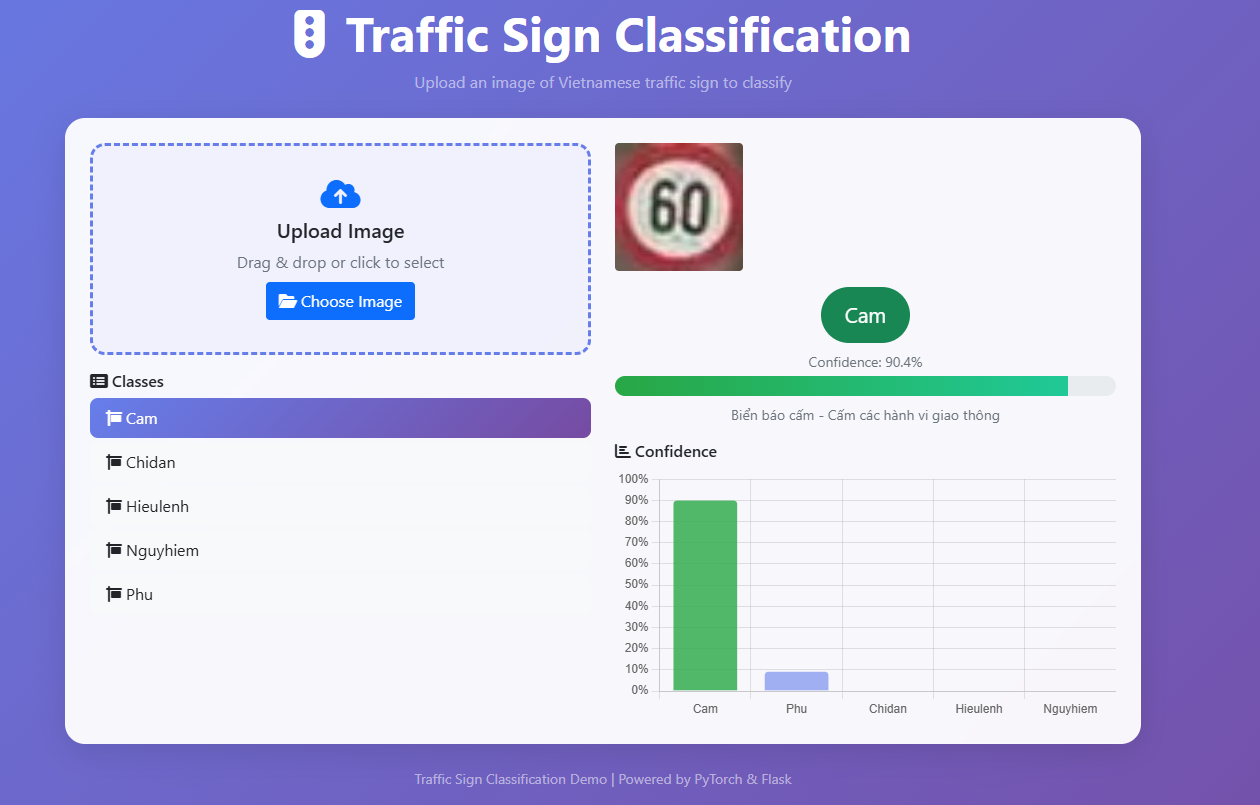 Traffic Sign Classification
Upload an image of Vietnamese traffic sign to classify
Upload Image
Drag & drop or click to select
Choose Image
Classes
Cam
Chidan
Hieulenh
Nguyhiem
Phu
60
Cam
Confidence: 90.4%
Biển báo cấm - Cấm các hành vi giao thông
Confidence
100%
90%
80%
70%
60%
50%
40%
30%
20%
10%
0%
Cam Phu Chidan Hieulenh Nguyhiem
Traffic Sign Classification Demo | Powered by PyTorch & Flask